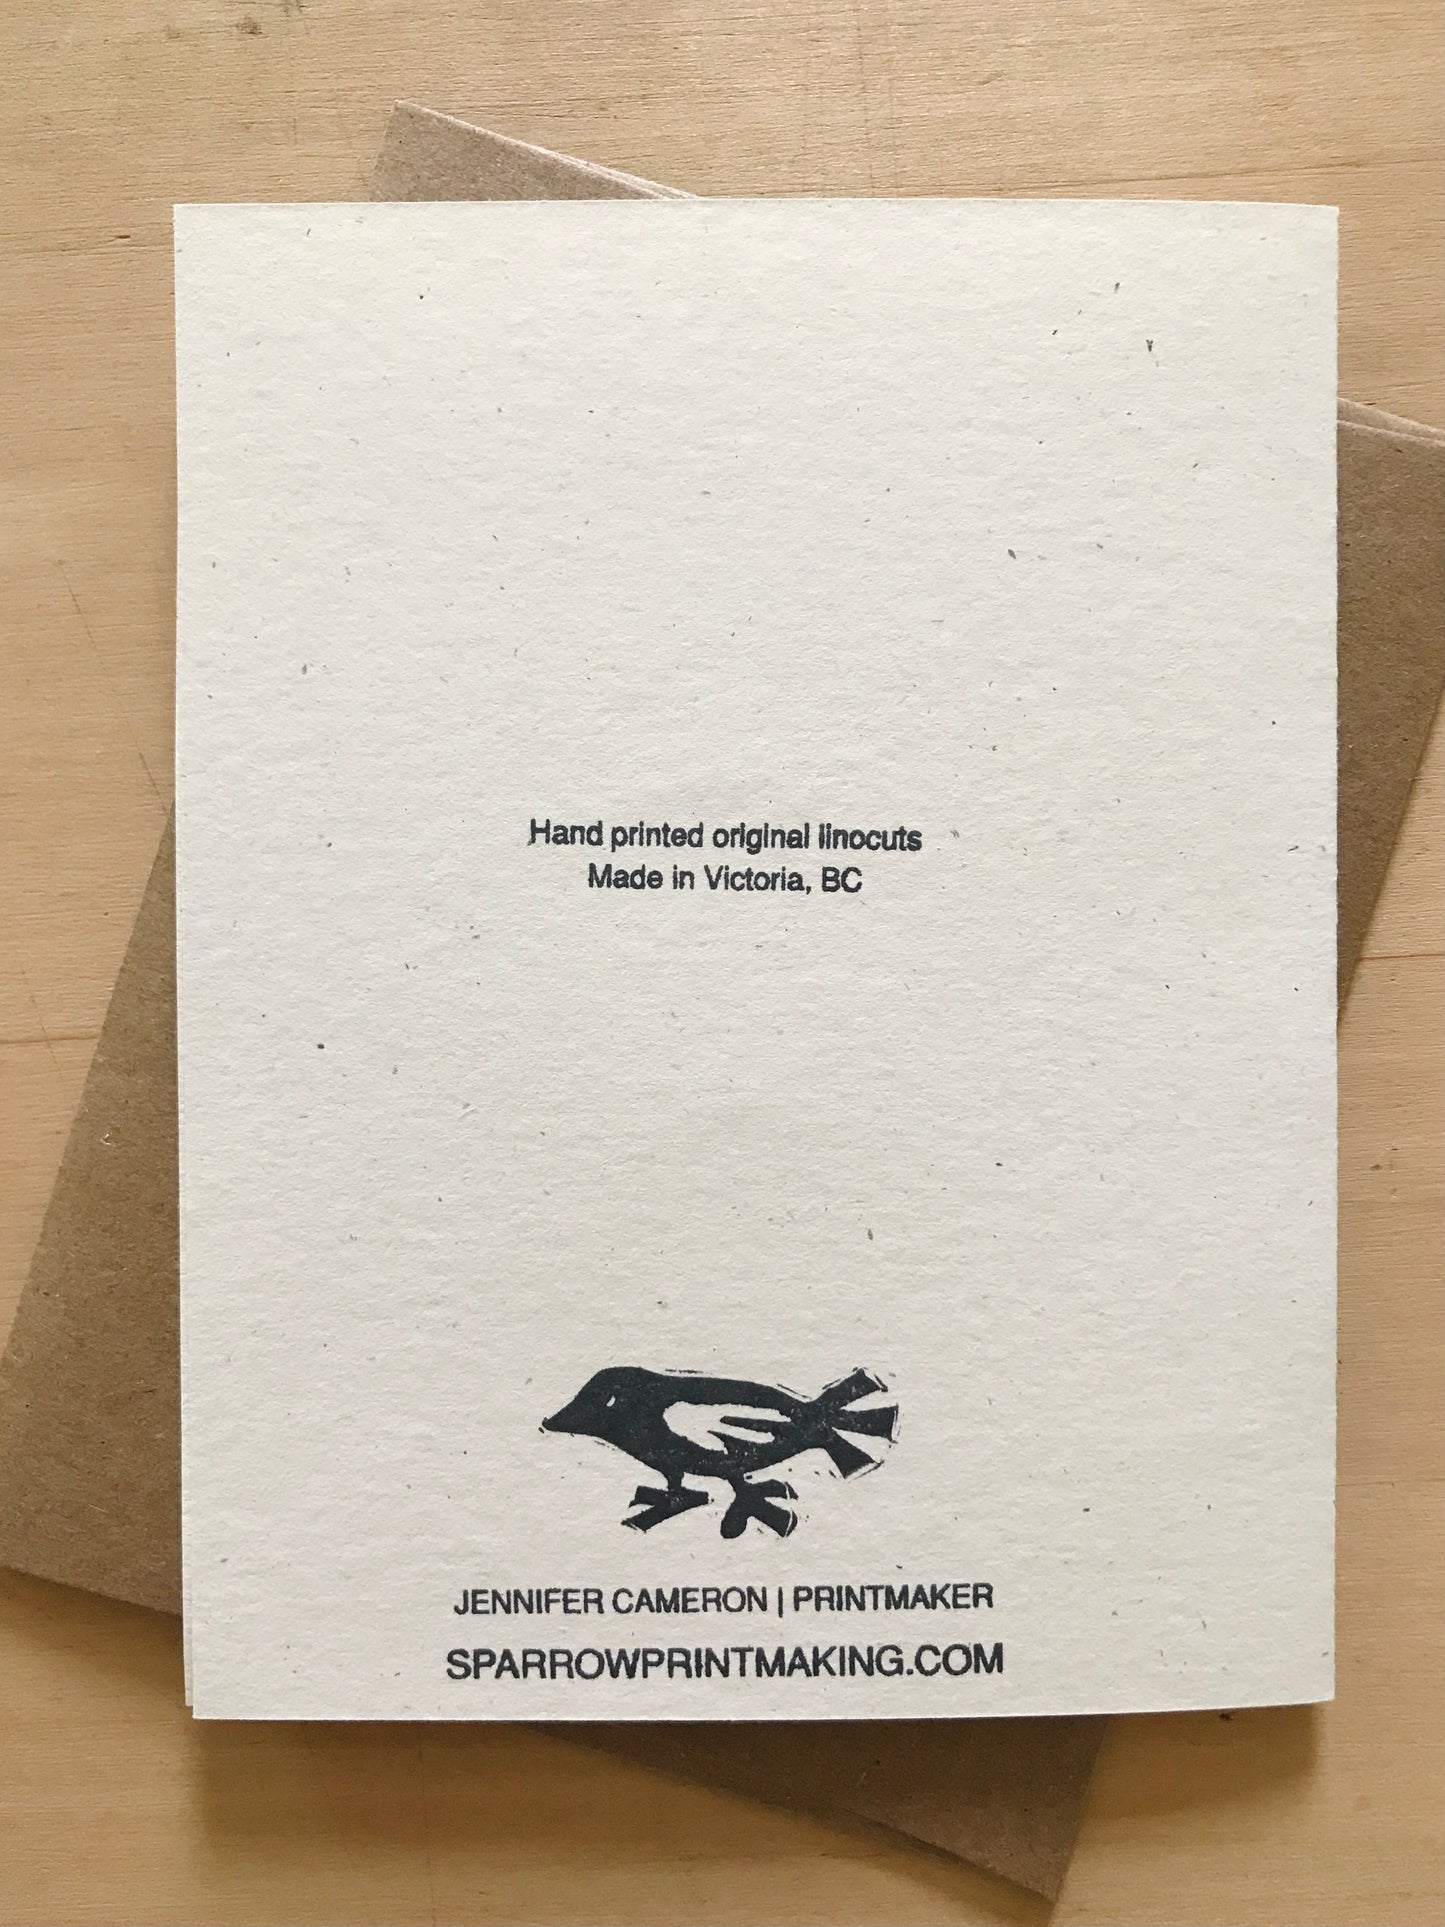 Hand printed original linocuts
Made in Victoria, BC
JENNIFER CAMERON | PRINTMAKER
SPARROWPRINTMAKING.COM